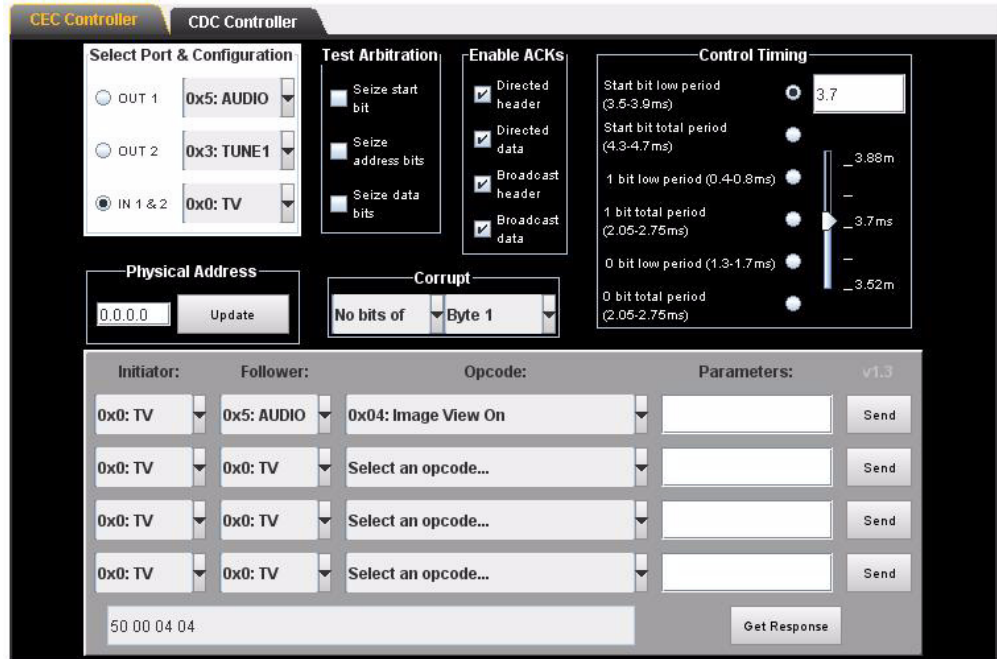 CEC Controller
CDC Controller
Select Port & Configuration
OUT 1
0x5: AUDIO
OUT 2
0x3: TUNE1
IN 1 & 2
0x0: TV
Test Arbitration
Seize start
bit
Seize
address bits
Seize data
bits
Enable ACKs
Directed
header
Directed
data
Broadcast
header
Broadcast
data
Control Timing
Start bit low period
(3.5-3.9ms)
3.7
Start bit total period
(4.3-4.7ms)
1 bit low period (0.4-0.8ms)
1 bit total period
(2.05-2.75ms)
0 bit low period (1.3-1.7ms)
0 bit total period
(2.05-2.75ms)
3.88m
3.7ms
3.52m
Physical Address
0.0.0.0
Update
Corrupt
No bits of
Byte 1
Initiator: Follower: Opcode: Parameters: v1.3
0x0: TV 0x5: AUDIO 0x04: Image View On Send
0x0: TV 0x0: TV Select an opcode... Send
0x0: TV 0x0: TV Select an opcode... Send
0x0: TV 0x0: TV Select an opcode... Send
50 00 04 04
Get Response